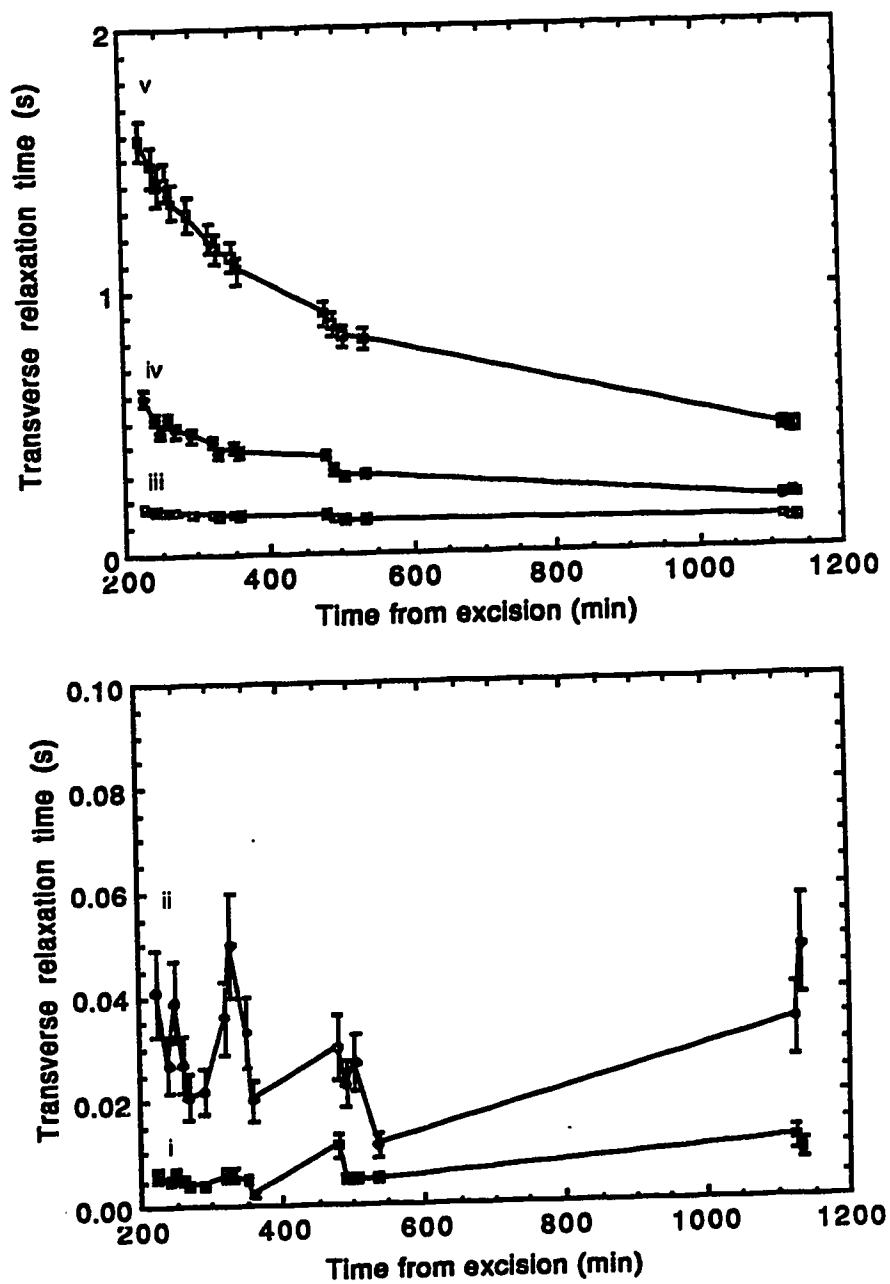 2
Transverse relaxation time (s)
v
1
iv
iii
0
200 400 600 800 1000 1200
Time from excision (min)
0.10
Transverse relaxation time (s)
0.08
0.06
ii
0.04
0.02
i
0.00
200 400 600 800 1000 1200
Time from excision (min)